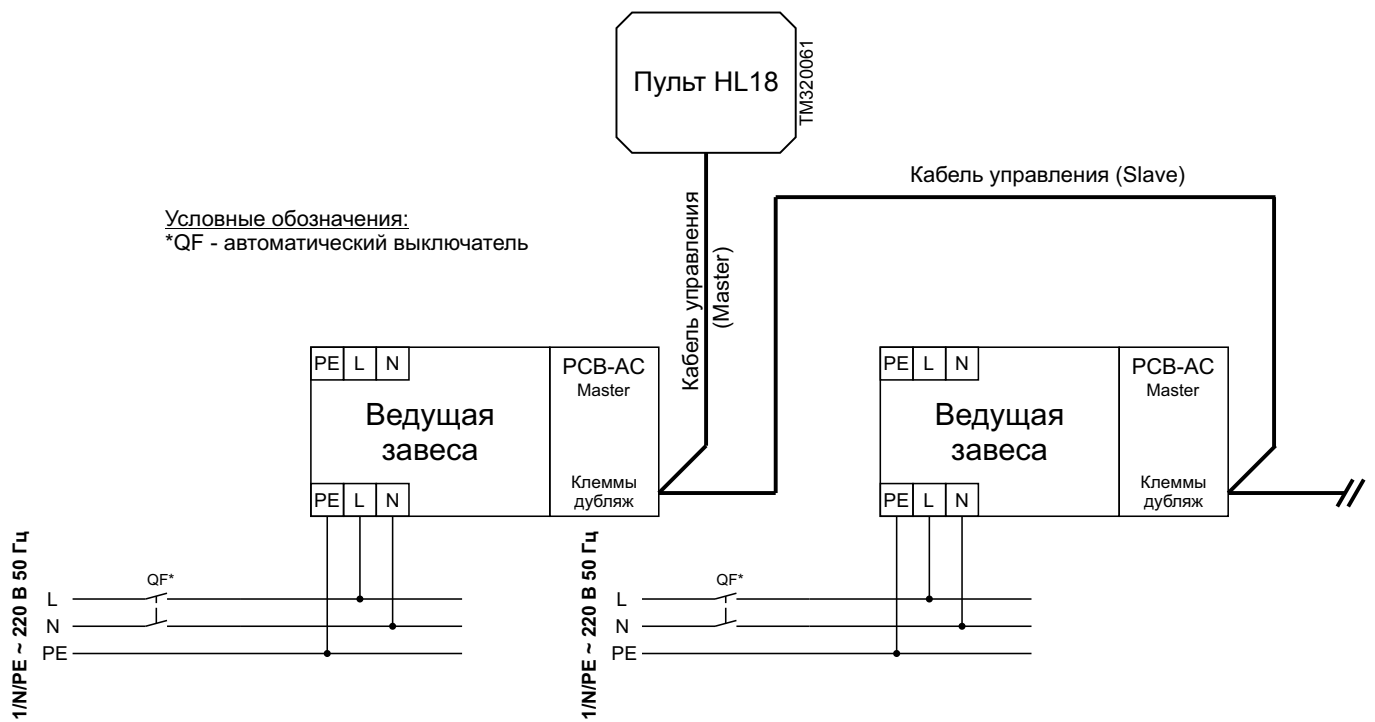 Пульт HL18
TM320061
Кабель управления (Slave)
Условные обозначения:
*QF - автоматический выключатель
Кабель управления
(Master)
PE L N
Ведущая
завеса
PCB-AC
Master
Клеммы
дубляж
PE L N
PE L N
Ведущая
завеса
PCB-AC
Master
Клеммы
дубляж
PE L N
1/N/PE ~ 220 В 50 Гц
QF*
L
N
PE
1/N/PE ~ 220 В 50 Гц
QF*
L
N
PE